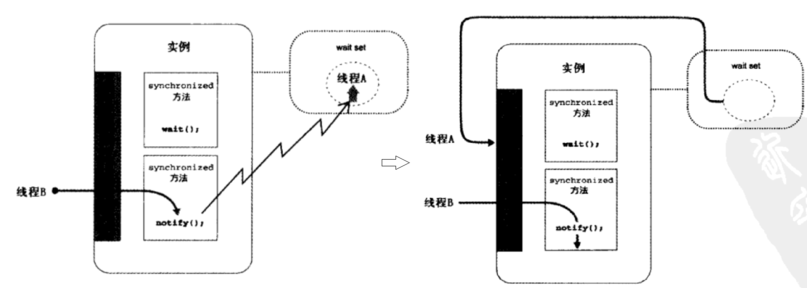 实例
wait set
线程A
synchronized
方法
wait();
synchronized
方法
notify();
线程B
实例
wait set
synchronized
方法
wait();
线程A
synchronized
方法
notify();
线程B